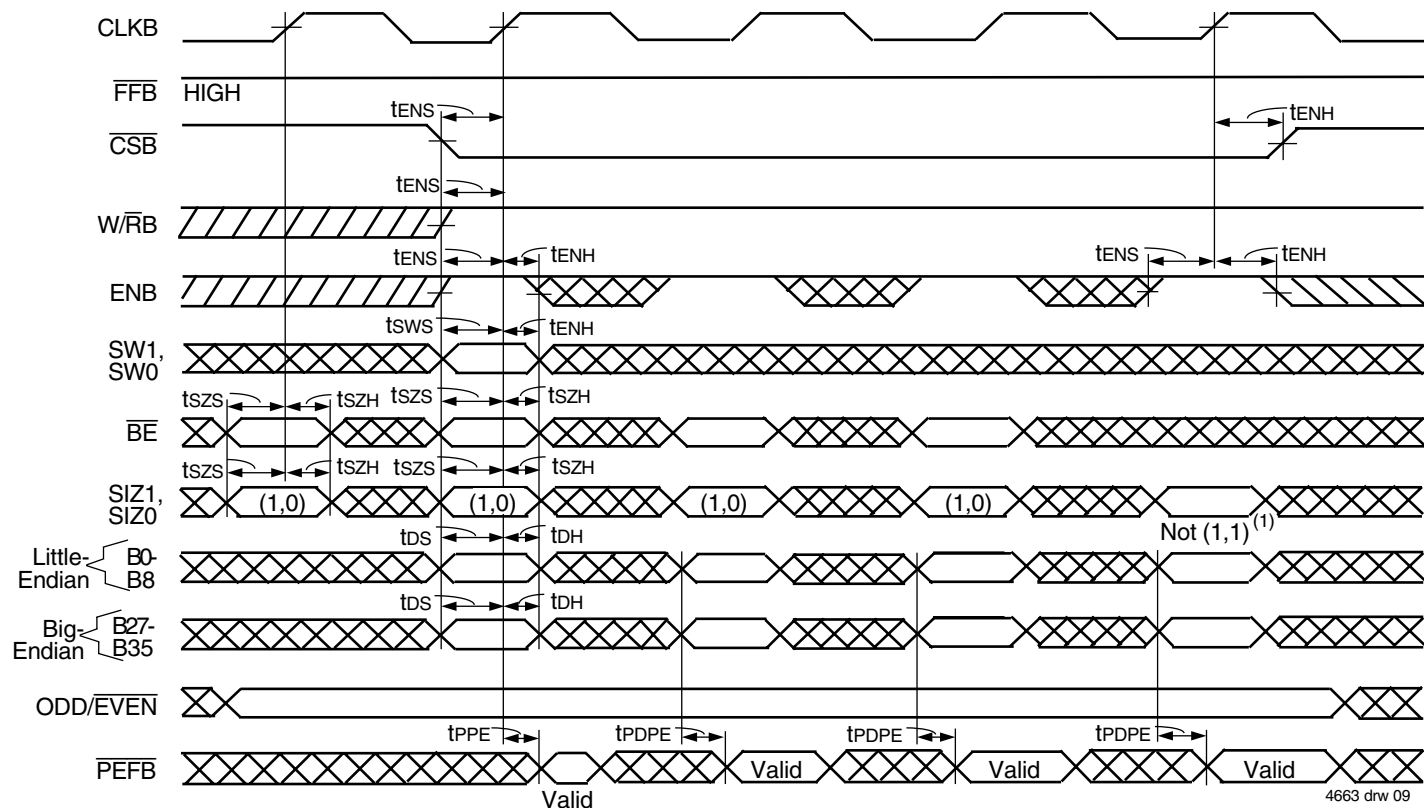 CLKB
FFB HIGH
tENS tENH
CSB
tENS
W/RB
tENS tENH tENS tENH
ENB
tSWS tENH
SW1,
SW0
tSZS tSZH tSZS tSZH
BE
tSZS tSZH tSZS tSZH
SIZ1,
SIZ0
(1,0) (1,0) (1,0) (1,0)
Not (1,1)(1)
tDS tDH
Little-
Endian
B0-
B8
tDS tDH
Big-
Endian
B27-
B35
ODD/EVEN
tPPE tPDPE tPDPE tPDPE
PEFB
Valid Valid Valid Valid
4663 drw 09